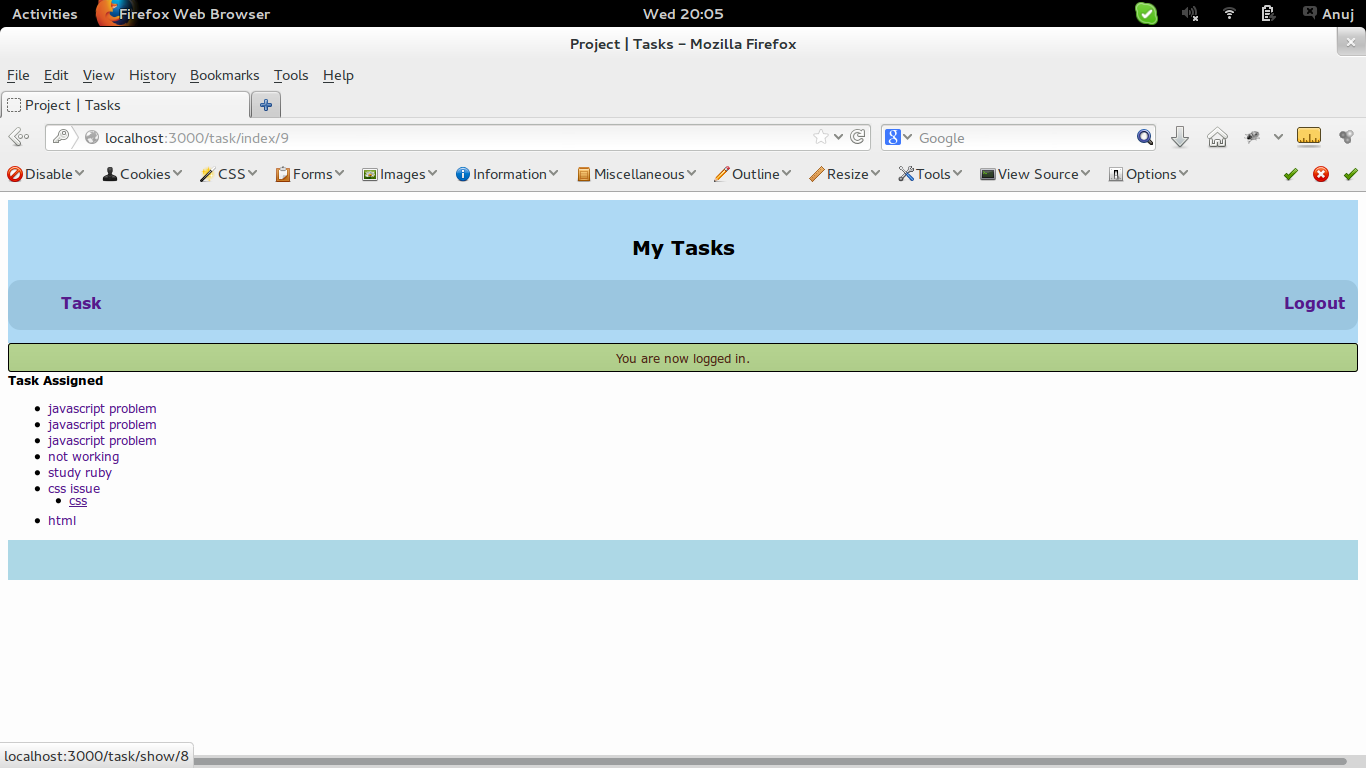 Activities Firefox Web Browser Wed 20:05 Anuj
Project | Tasks - Mozilla Firefox
File Edit View History Bookmarks Tools Help
Project | Tasks
localhost:3000/task/index/9 8 Google
Disable Cookies CSS Forms Images Information Miscellaneous Outline Resize Tools View Source Options
My Tasks
Task Logout
You are now logged in.
Task Assigned
javascript problem
javascript problem
javascript problem
not working
study ruby
css issue
css
html
localhost:3000/task/show/8